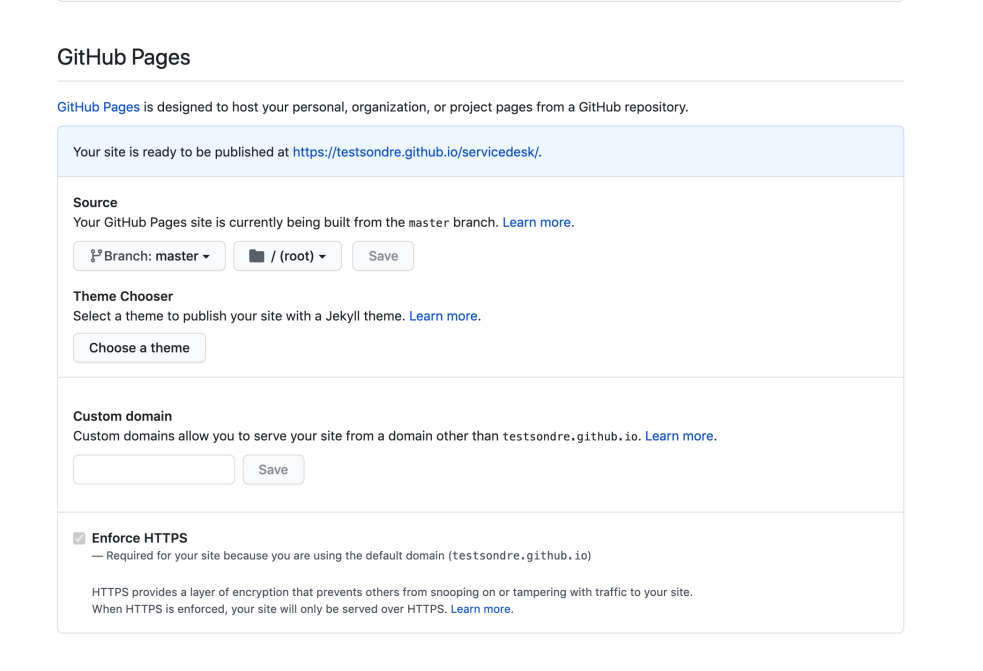 GitHub Pages
GitHub Pages is designed to host your personal, organization, or project pages from a GitHub repository.
Your site is ready to be published at https://testsondre.github.io/servicedesk/.
Source
Your GitHub Pages site is currently being built from the master branch. Learn more.
Branch: master / (root) Save
Theme Chooser
Select a theme to publish your site with a Jekyll theme. Learn more.
Choose a theme
Custom domain
Custom domains allow you to serve your site from a domain other than testsondre.github.io. Learn more.
Save
Enforce HTTPS
— Required for your site because you are using the default domain (testsondre.github.io)
HTTPS provides a layer of encryption that prevents others from snooping on or tampering with traffic to your site.
When HTTPS is enforced, your site will only be served over HTTPS. Learn more.